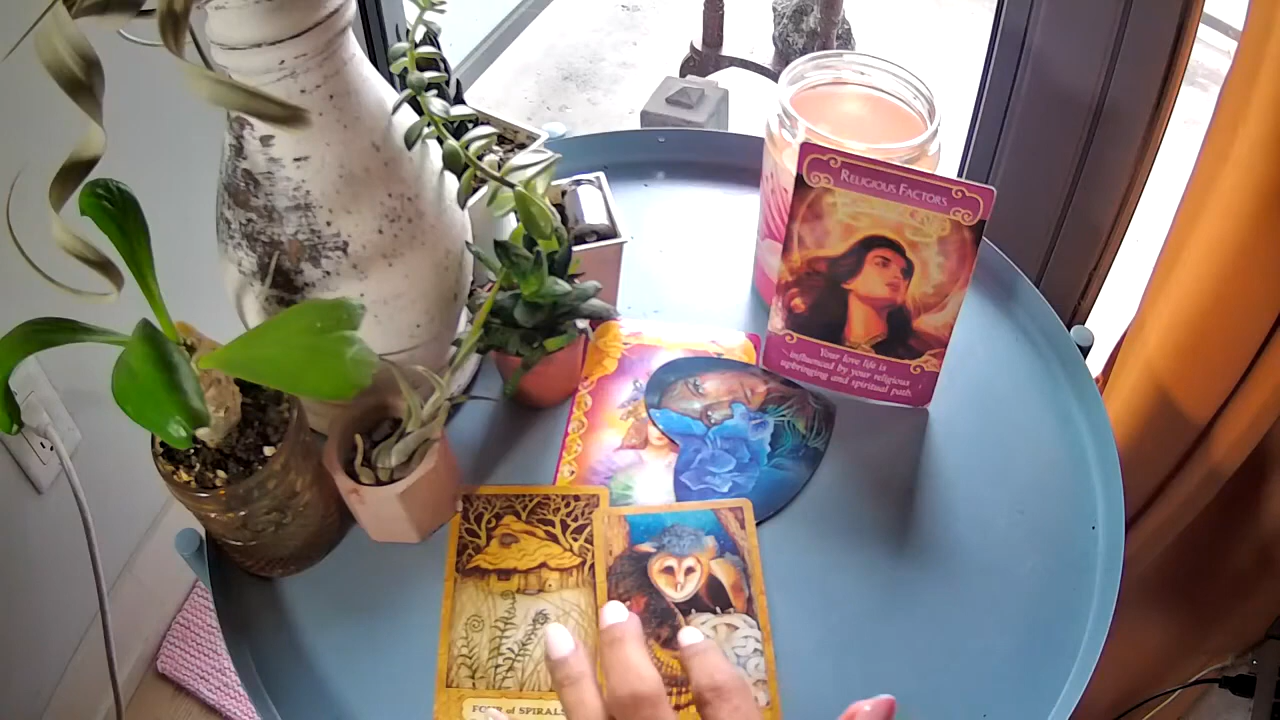 RELIGIOUS FACTORS
Your love life is
influenced by your religious
upbringing and spiritual path.
FOUR of SPIRALS